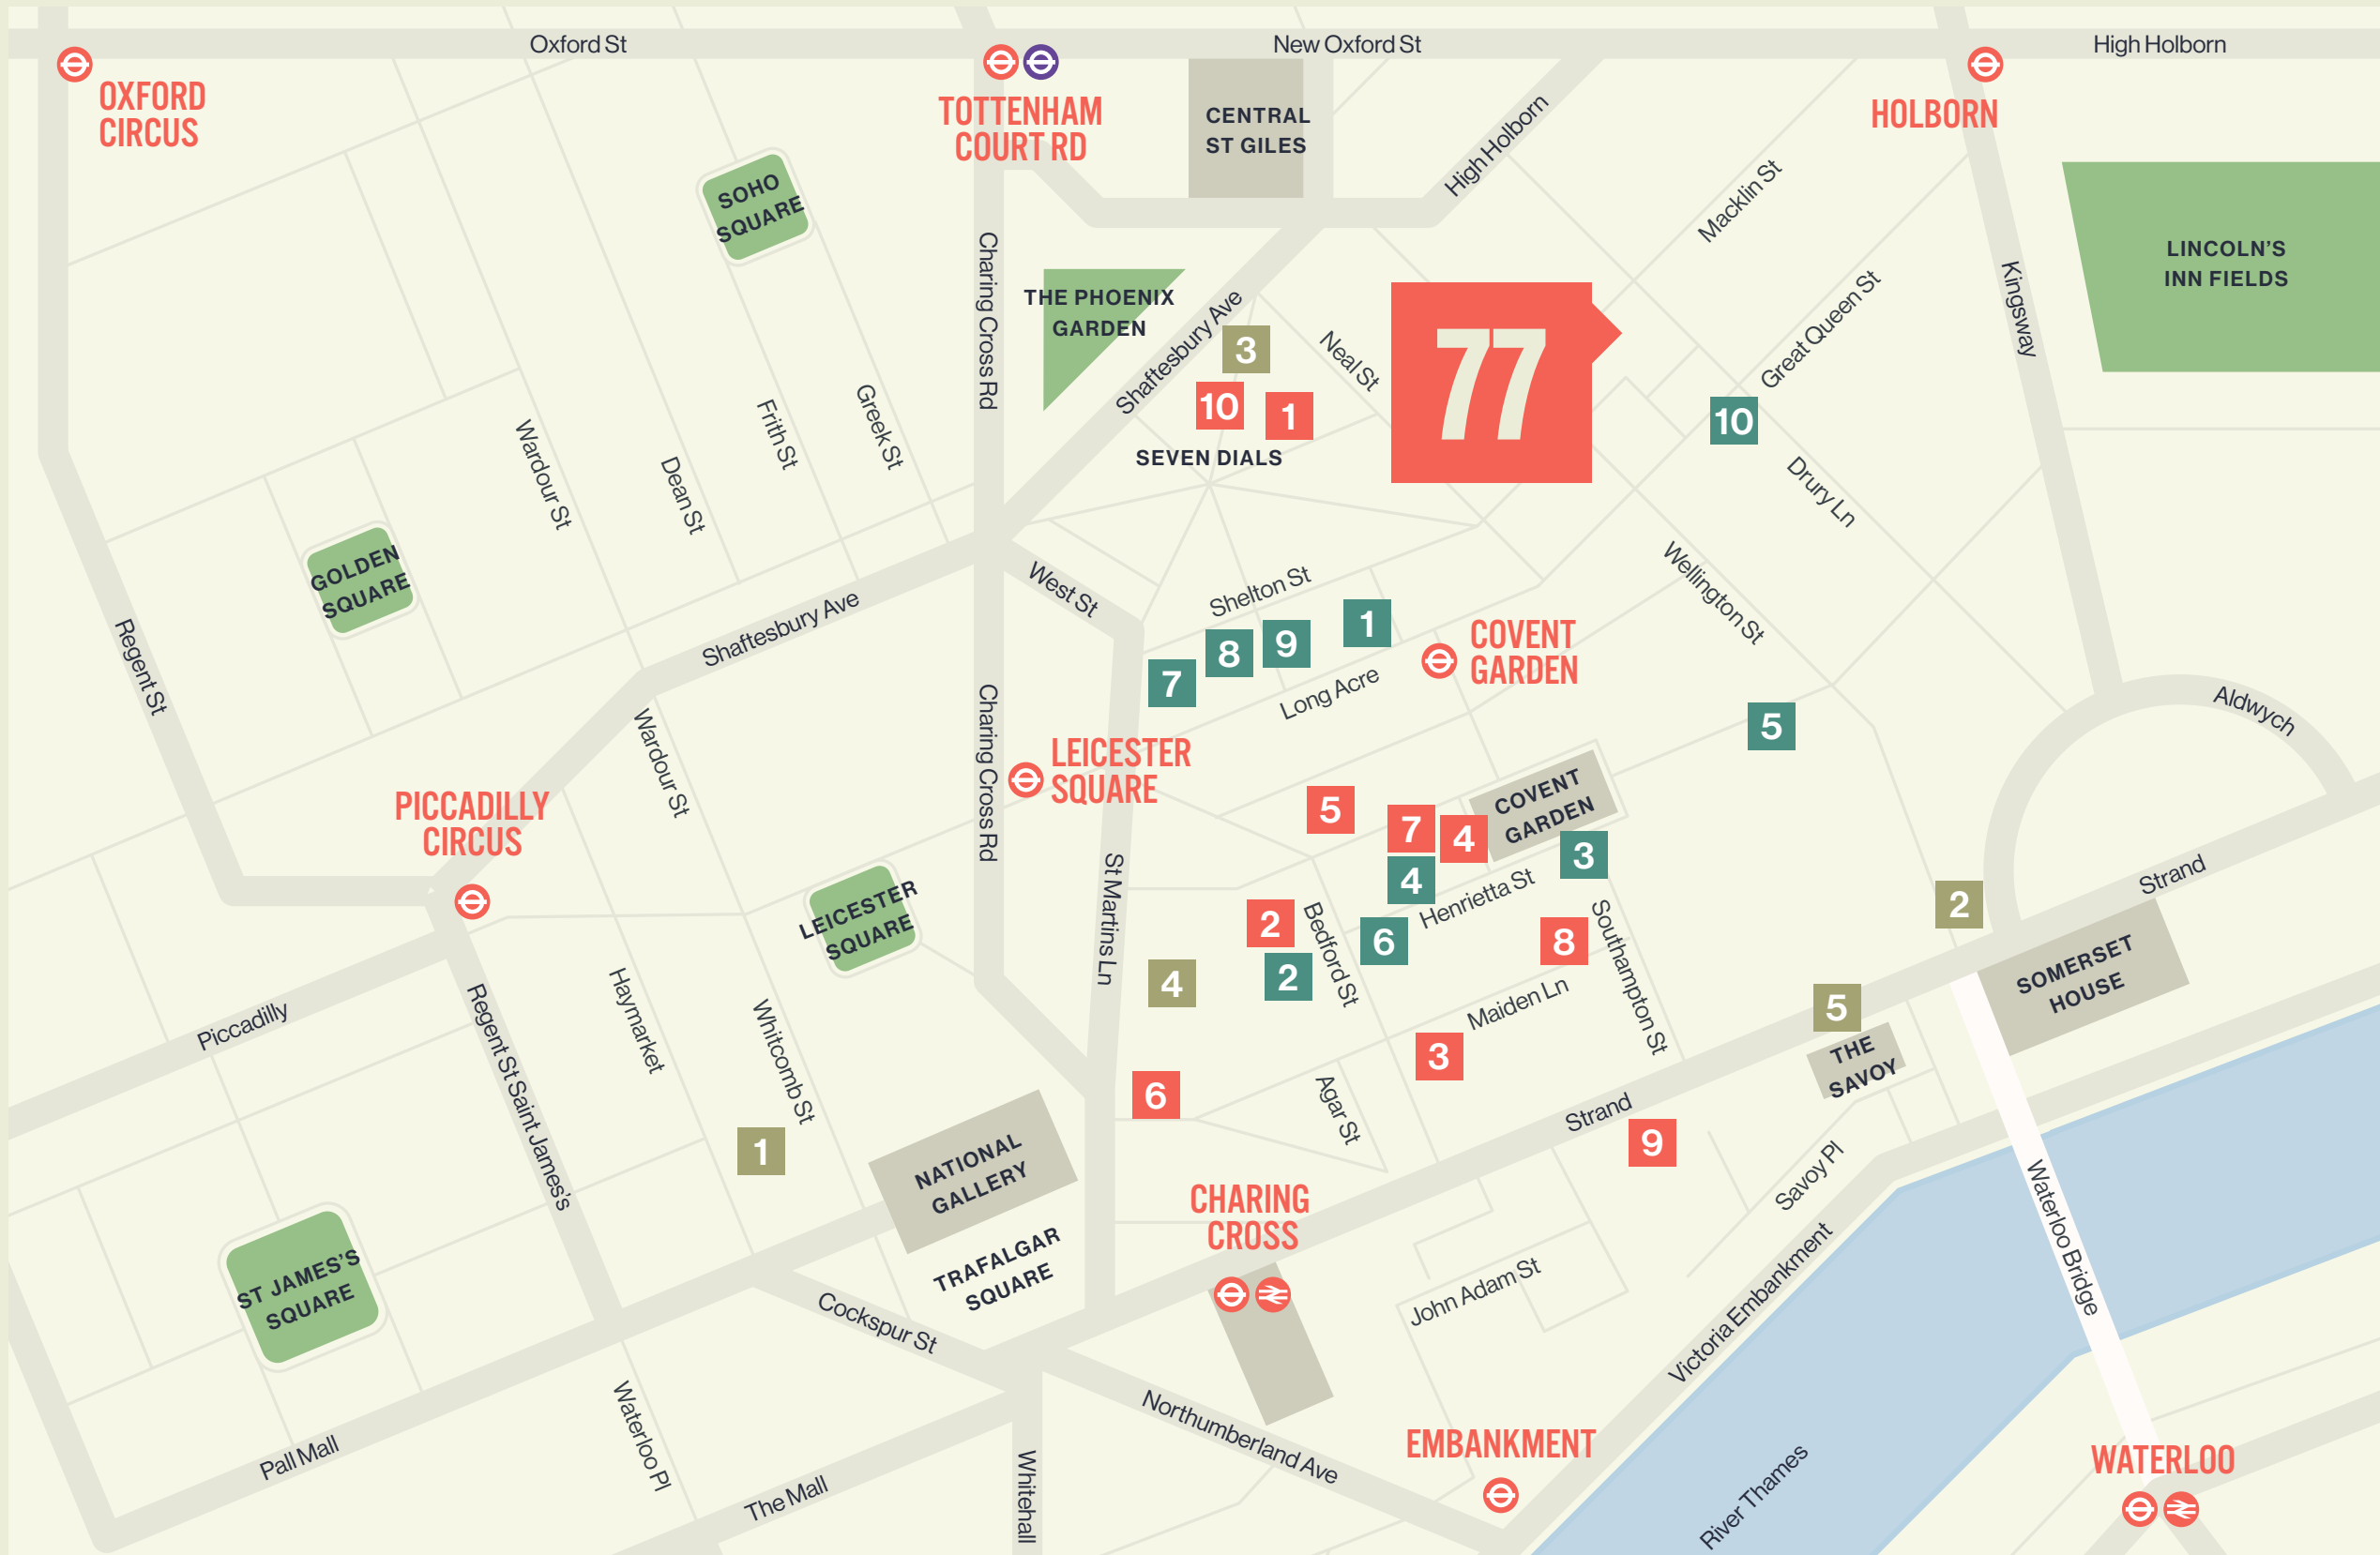 Oxford St
New Oxford St
High Holborn
OXFORD
CIRCUS
TOTTENHAM
COURT RD
CENTRAL
ST GILES
High Holborn
HOLBORN
SOHO
SQUARE
Macklin St
LINCOLN'S
INN FIELDS
Charing Cross Rd
THE PHOENIX
GARDEN
Shaftesbury Ave
3
10
1
SEVEN DIALS
Neal St
77
Great Queen St
Kingsway
10
Drury Ln
Wardour St
Dean St
Frith St
Greek St
GOLDEN
SQUARE
Regent St
Shaftesbury Ave
West St
Shelton St
Wellington St
1
9
8
7
COVENT
GARDEN
Long Acre
5
Aldwych
Wardour St
Charing Cross Rd
LEICESTER
SQUARE
PICCADILLY
CIRCUS
5
7
4
COVENT
GARDEN
3
4
Henrietta St
LEICESTER
SQUARE
St Martins Ln
2
Bedford St
6
8
Southampton St
2
Strand
4
2
Maiden Ln
5
SOMERSET
HOUSE
Piccadilly
Regent St Saint James's
Haymarket
Whitcomb St
3
THE
SAVOY
6
Agar St
Strand
9
1
NATIONAL
GALLERY
Savoy Pl
Waterloo Bridge
CHARING
CROSS
TRAFALGAR
SQUARE
ST JAMES'S
SQUARE
Cockspur St
John Adam St
Victoria Embankment
Pall Mall
Waterloo Pl
The Mall
Whitehall
Northumberland Ave
EMBANKMENT
River Thames
WATERLOO